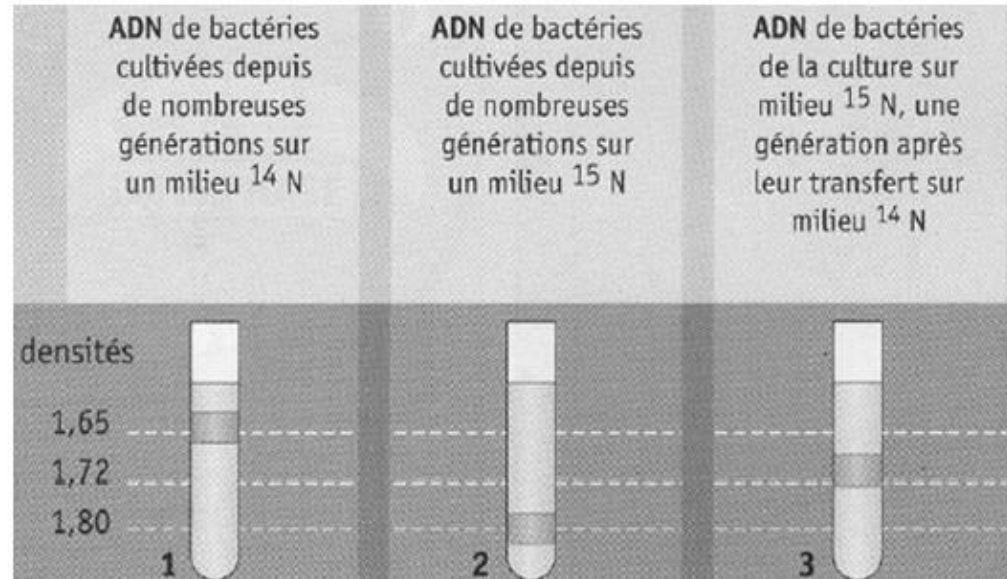 ADN de bactéries
cultivées depuis
de nombreuses
générations sur
un milieu 14 N
ADN de bactéries
cultivées depuis
de nombreuses
générations sur
un milieu 15 N
ADN de bactéries
de la culture sur
milieu 15 N, une
génération après
leur transfert sur
milieu 14 N
densités
1,65
1,72
1,80
1
2
3